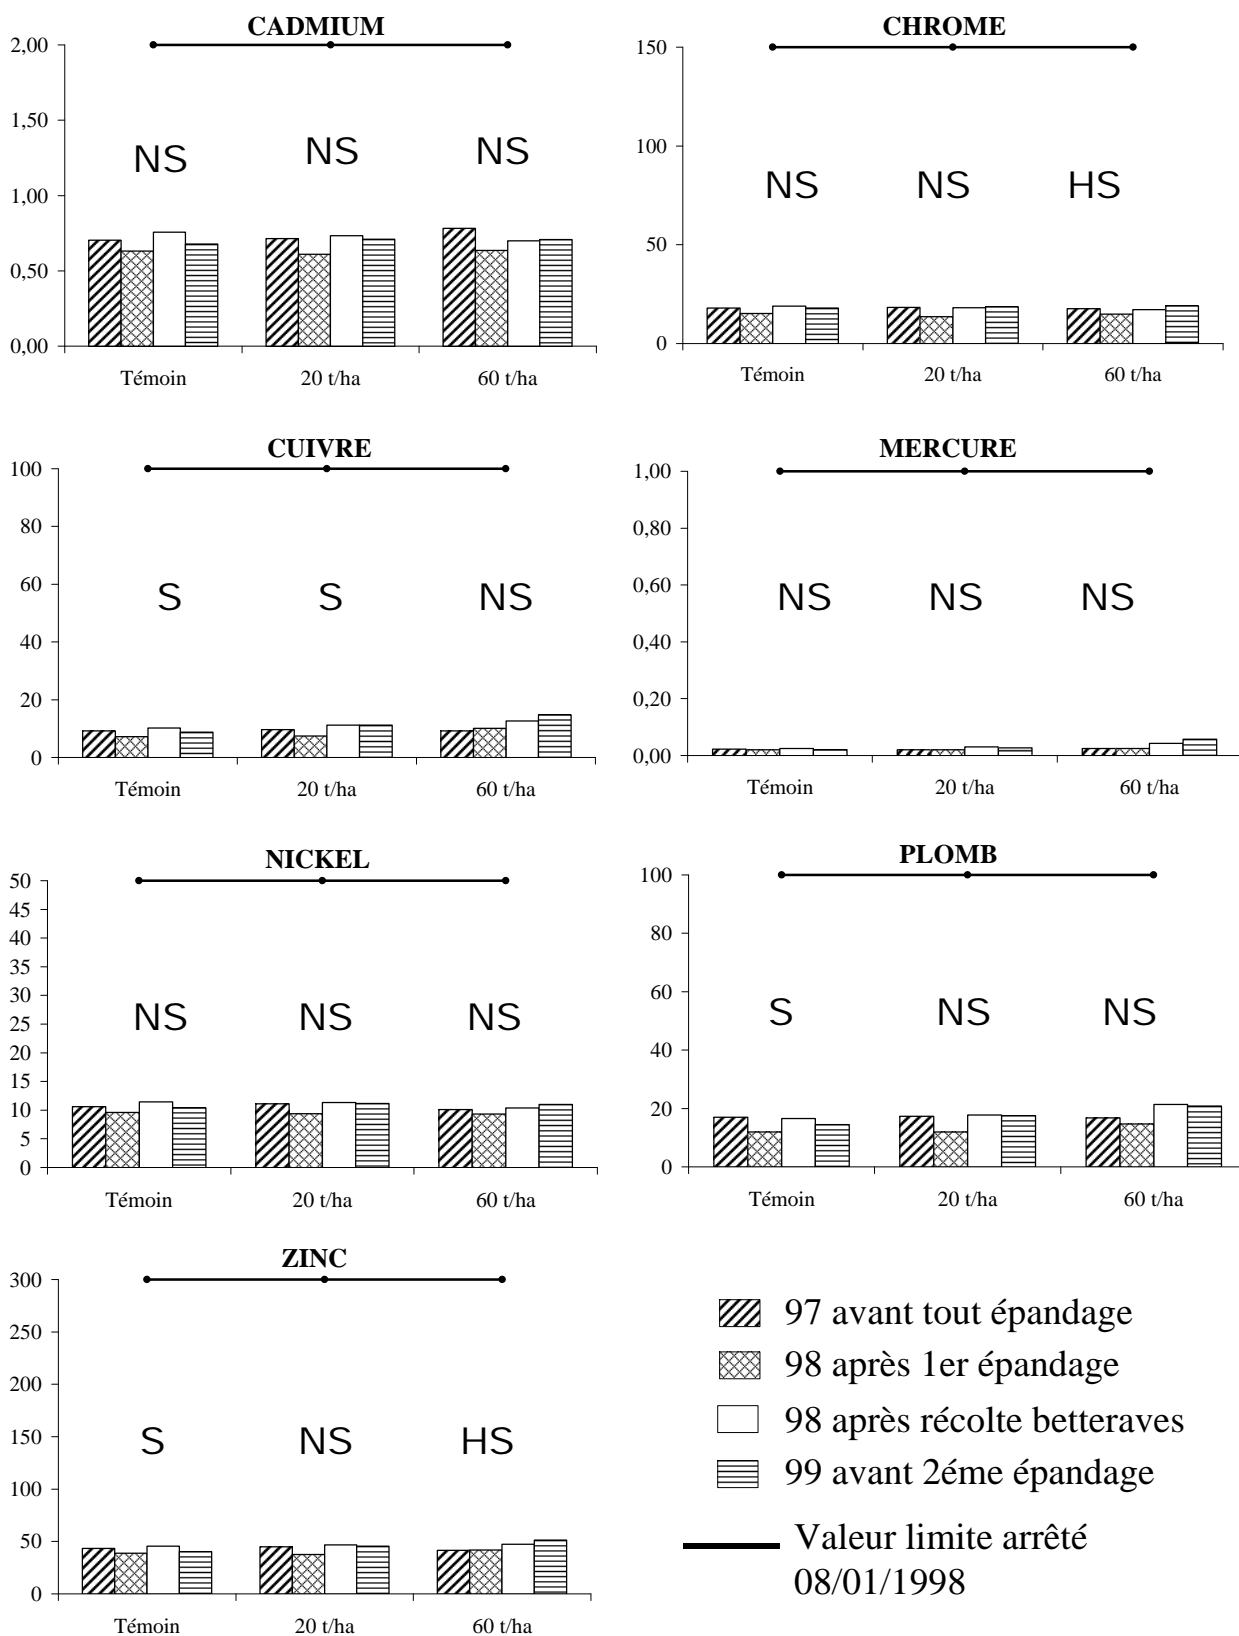 CADMIUM
2,00
1,50
1,00
0,50
0,00
NS
NS
NS
Témoin
20 t/ha
60 t/ha
CHROME
150
100
50
0
NS
NS
HS
Témoin
20 t/ha
60 t/ha
CUIVRE
100
80
60
40
20
0
S
S
NS
Témoin
20 t/ha
60 t/ha
MERCURE
1,00
0,80
0,60
0,40
0,20
0,00
NS
NS
NS
Témoin
20 t/ha
60 t/ha
NICKEL
50
45
40
35
30
25
20
15
10
5
0
NS
NS
NS
Témoin
20 t/ha
60 t/ha
PLOMB
100
80
60
40
20
0
S
NS
NS
Témoin
20 t/ha
60 t/ha
ZINC
300
250
200
150
100
50
0
S
NS
HS
Témoin
20 t/ha
60 t/ha
97 avant tout épandage
98 après 1er épandage
98 après récolte betteraves
99 avant 2éme épandage
Valeur limite arrêté
08/01/1998